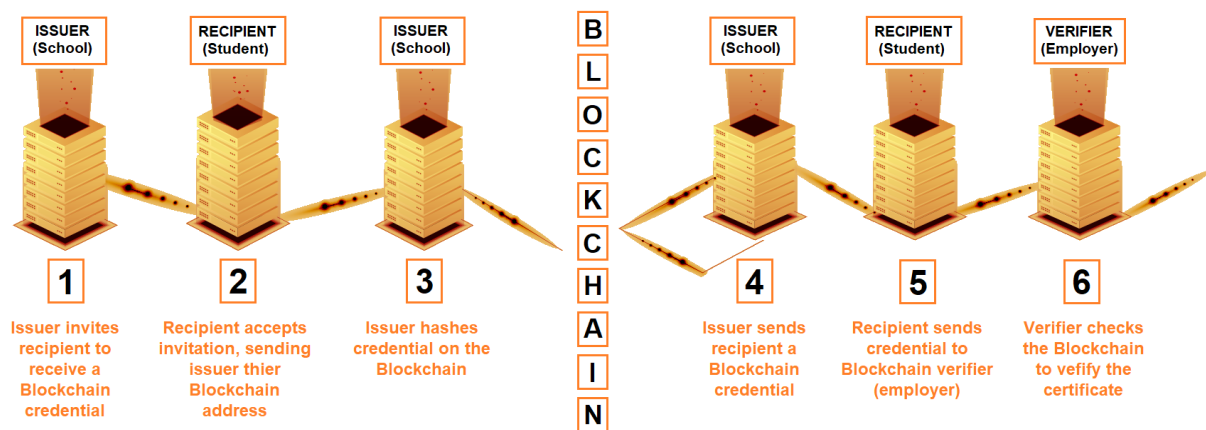 ISSUER
(School)
RECIPIENT
(Student)
ISSUER
(School)
B
L
O
C
K
C
H
A
I
N
ISSUER
(School)
RECIPIENT
(Student)
VERIFIER
(Employer)
1
Issuer invites
recipient to
receive a
Blockchain
credential
2
Recipient accepts
invitation, sending
issuer thier
Blockchain
address
3
Issuer hashes
credential on the
Blockchain
4
Issuer sends
recipient a
Blockchain
credential
5
Recipient sends
credential to
Blockchain verifier
(employer)
6
Verifier checks
the Blockchain
to vefify the
certificate